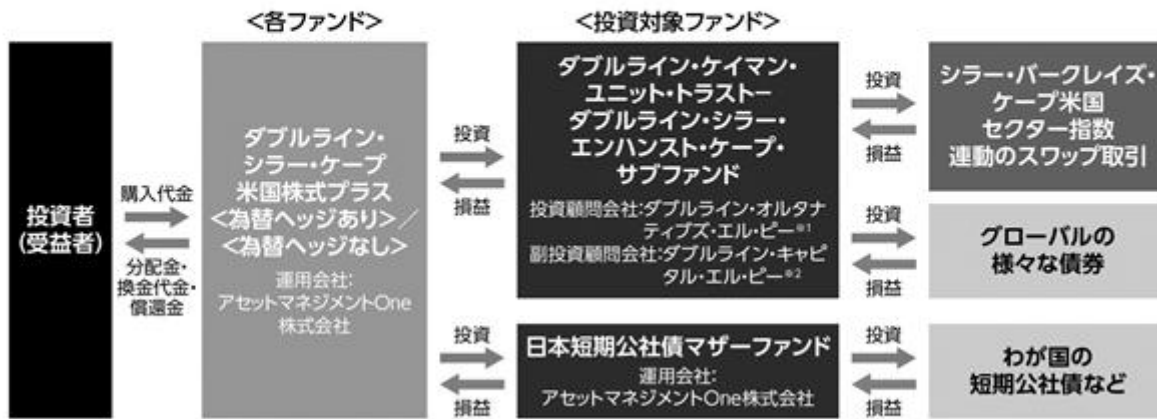 <各ファンド>
<投資対象ファンド>
投資者
(受益者)
購入代金
分配金・
換金代金・
償還金
ダブルライン・
シラー・ケープ
米国株式プラス
<為替ヘッジあり>／
<為替ヘッジなし>
運用会社:
アセットマネジメントOne
株式会社
投資
損益
投資
損益
ダブルライン・ケイマン・
ユニット・トラスト－
ダブルライン・シラー・
エンハンスト・ケープ・
サブファンド
投資顧問会社:ダブルライン・オルタナ
ティブズ・エル・ピー※1
副投資顧問会社:ダブルライン・キャピ
タル・エル・ピー※2
日本短期公社債マザーファンド
運用会社:
アセットマネジメントOne株式会社
投資
損益
投資
損益
投資
損益
シラー・バークレイズ・
ケープ米国
セクター指数
連動のスワップ取引
グローバルの
様々な債券
わが国の
短期公社債など